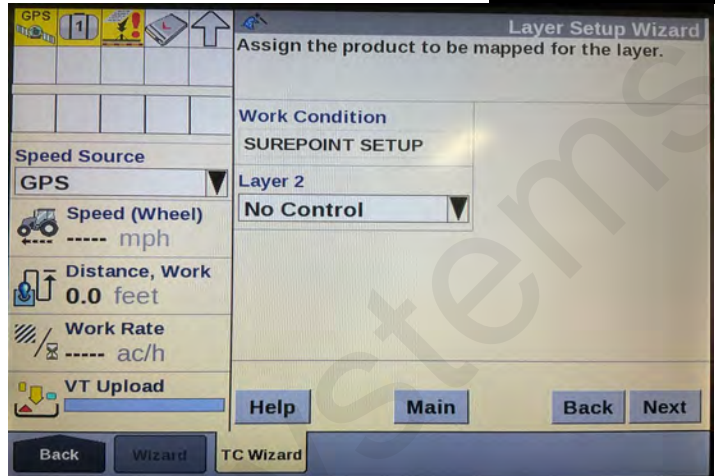 GPS
1
Layer Setup Wizard
Assign the product to be mapped for the layer.
Work Condition
SUREPOINT SETUP
Speed Source
GPS
Layer 2
No Control
Speed (Wheel)
----- mph
Distance, Work
0.0 feet
Work Rate
----- ac/h
VT Upload
Help
Main
Back
Next
Back
Wizard
TC Wizard
stems